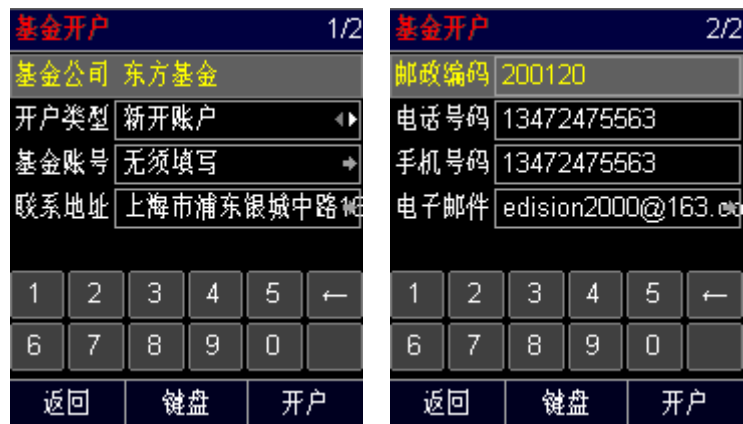 基金开户 1/2
基金公司 东方基金
开户类型 新开账户
基金账号 无须填写
联系地址 上海市浦东银城中路
1 2 3 4 5 ←
6 7 8 9 0
返回 键盘 开户
基金开户 2/2
邮政编码 200120
电话号码 13472475563
手机号码 13472475563
电子邮件 edision2000@163.
1 2 3 4 5 ←
6 7 8 9 0
返回 键盘 开户